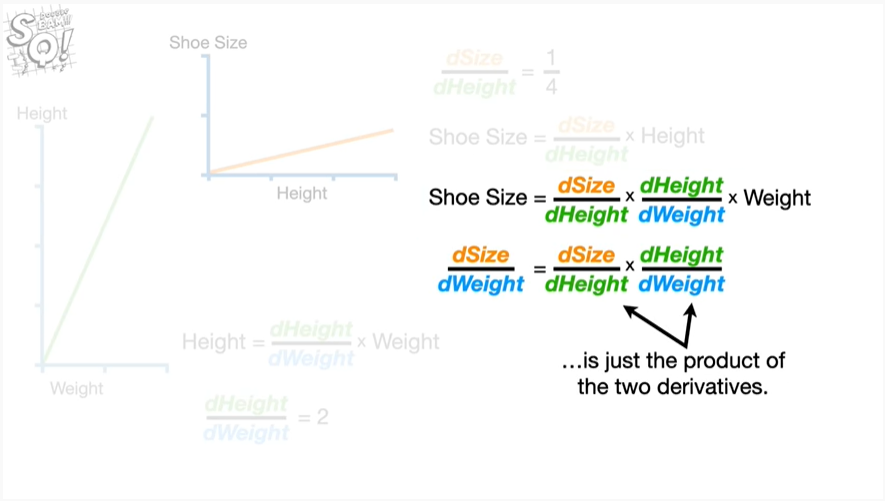 Shoe Size
Height
Weight
Height
dSize / dHeight = 1 / 4
Shoe Size = dSize / dHeight x Height
Shoe Size = dSize / dHeight x dHeight / dWeight x Weight
dSize / dWeight = dSize / dHeight x dHeight / dWeight
...is just the product of
the two derivatives.
Height = dHeight / dWeight x Weight
dHeight / dWeight = 2